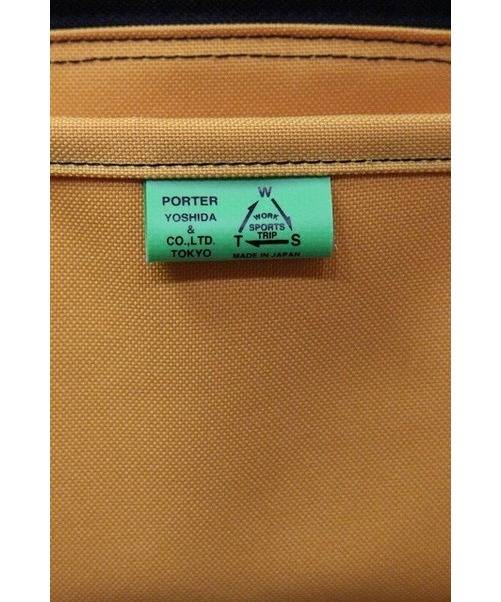 PORTER
YOSHIDA
&
CO.,LTD.
TOKYO
W
WORK
SPORTS
TRIP
T S
MADE IN JAPAN